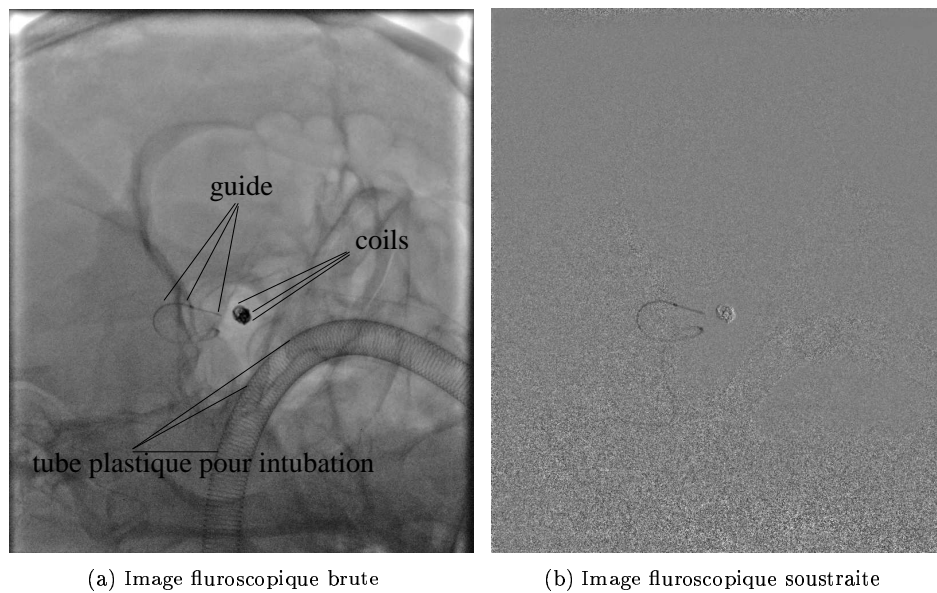 guide
coils
tube plastique pour intubation
(a) Image fluroscopique brute
(b) Image fluroscopique soustraite